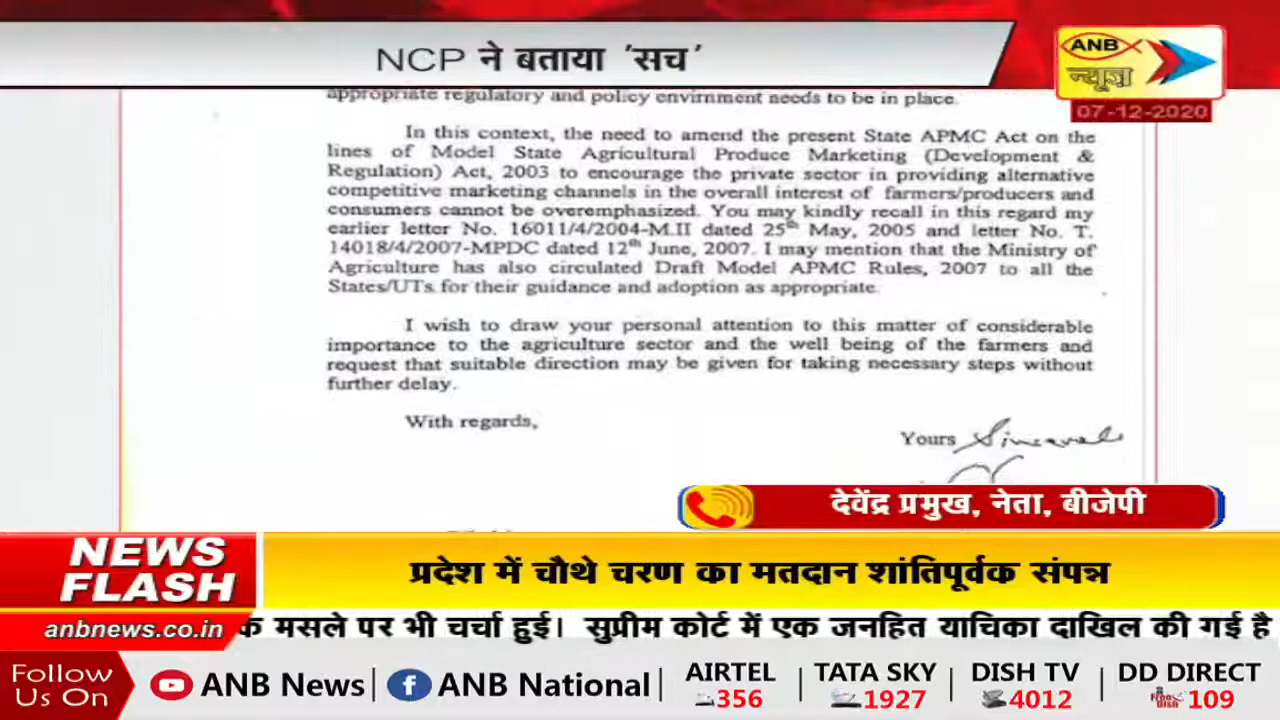 NCP ने बताया 'सच'
ANB
न्यूज़
07-12-2020
appropriate regulatory and policy envirnment needs to be in place.
In this context, the need to amend the present State APMC Act on the
lines of Model State Agricultural Produce Marketing (Development &
Regulation) Act, 2003 to encourage the private sector in providing alternative
competitive marketing channels in the overall interest of farmers/producers and
consumers cannot be overemphasized. You may kindly recall in this regard my
earlier letter No. 16011/4/2004-M.II dated 25th May, 2005 and letter No. T.
14018/4/2007-MPDC dated 12th June, 2007. I may mention that the Ministry of
Agriculture has also circulated Draft Model APMC Rules, 2007 to all the
States/UTs for their guidance and adoption as appropriate.
I wish to draw your personal attention to this matter of considerable
importance to the agriculture sector and the well being of the farmers and
request that suitable direction may be given for taking necessary steps without
further delay.
With regards,
Yours
देवेंद्र प्रमुख, नेता, बीजेपी
NEWS
FLASH
प्रदेश में चौथे चरण का मतदान शांतिपूर्वक संपन्न
anbnews.co.in
के मसले पर भी चर्चा हुई। सुप्रीम कोर्ट में एक जनहित याचिका दाखिल की गई है
Follow
Us On
ANB News
ANB National
AIRTEL
356
TATA SKY
1927
DISH TV
4012
DD DIRECT
Free Dish
109